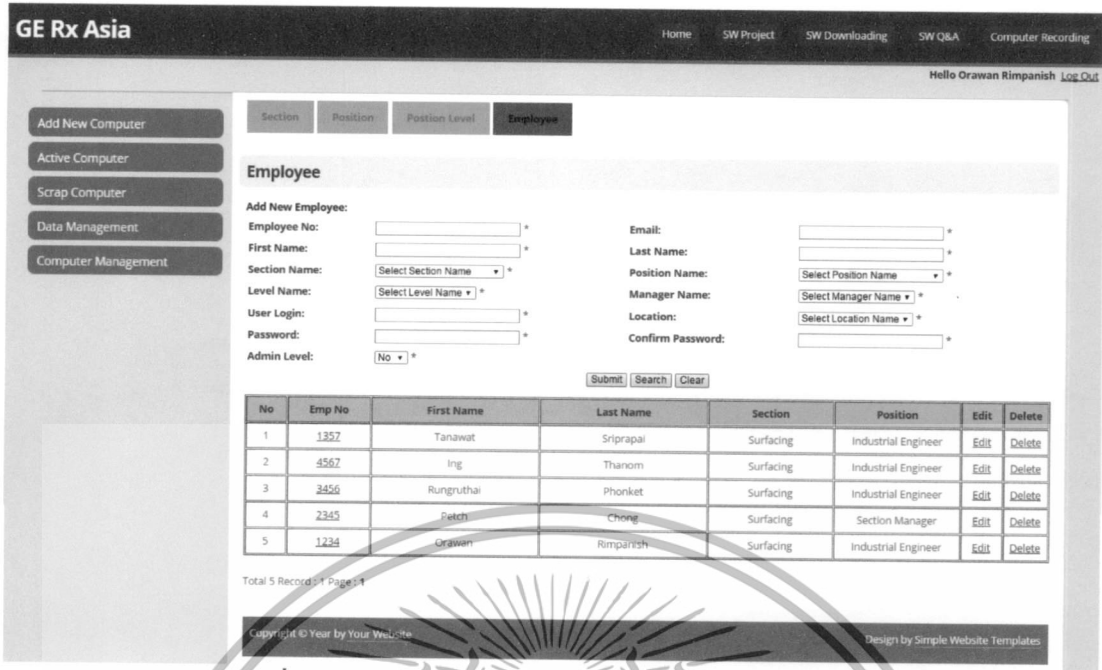 GE Rx Asia
Home SW Project SW Downloading SW Q&A Computer Recording
Hello Orawan Rimpanish Log Out
Add New Computer
Active Computer
Scrap Computer
Data Management
Computer Management
Section Position Postion Level Employee
Employee
Add New Employee:
Employee No: * Email: *
First Name: * Last Name: *
Section Name: Select Section Name * Position Name: Select Position Name *
Level Name: Select Level Name * Manager Name: Select Manager Name *
User Login: * Location: Select Location Name *
Password: * Confirm Password: *
Admin Level: No *
Submit Search Clear
No Emp No First Name Last Name Section Position Edit Delete
1 1357 Tanawat Sriprapai Surfacing Industrial Engineer Edit Delete
2 4567 Ing Thanom Surfacing Industrial Engineer Edit Delete
3 3456 Rungruthai Phonket Surfacing Industrial Engineer Edit Delete
4 2345 Petch Chong Surfacing Section Manager Edit Delete
5 1234 Orawan Rimpanish Surfacing Industrial Engineer Edit Delete
Total 5 Record : 1 Page : 1
Copyright © Year by Your Website Design by Simple Website Templates